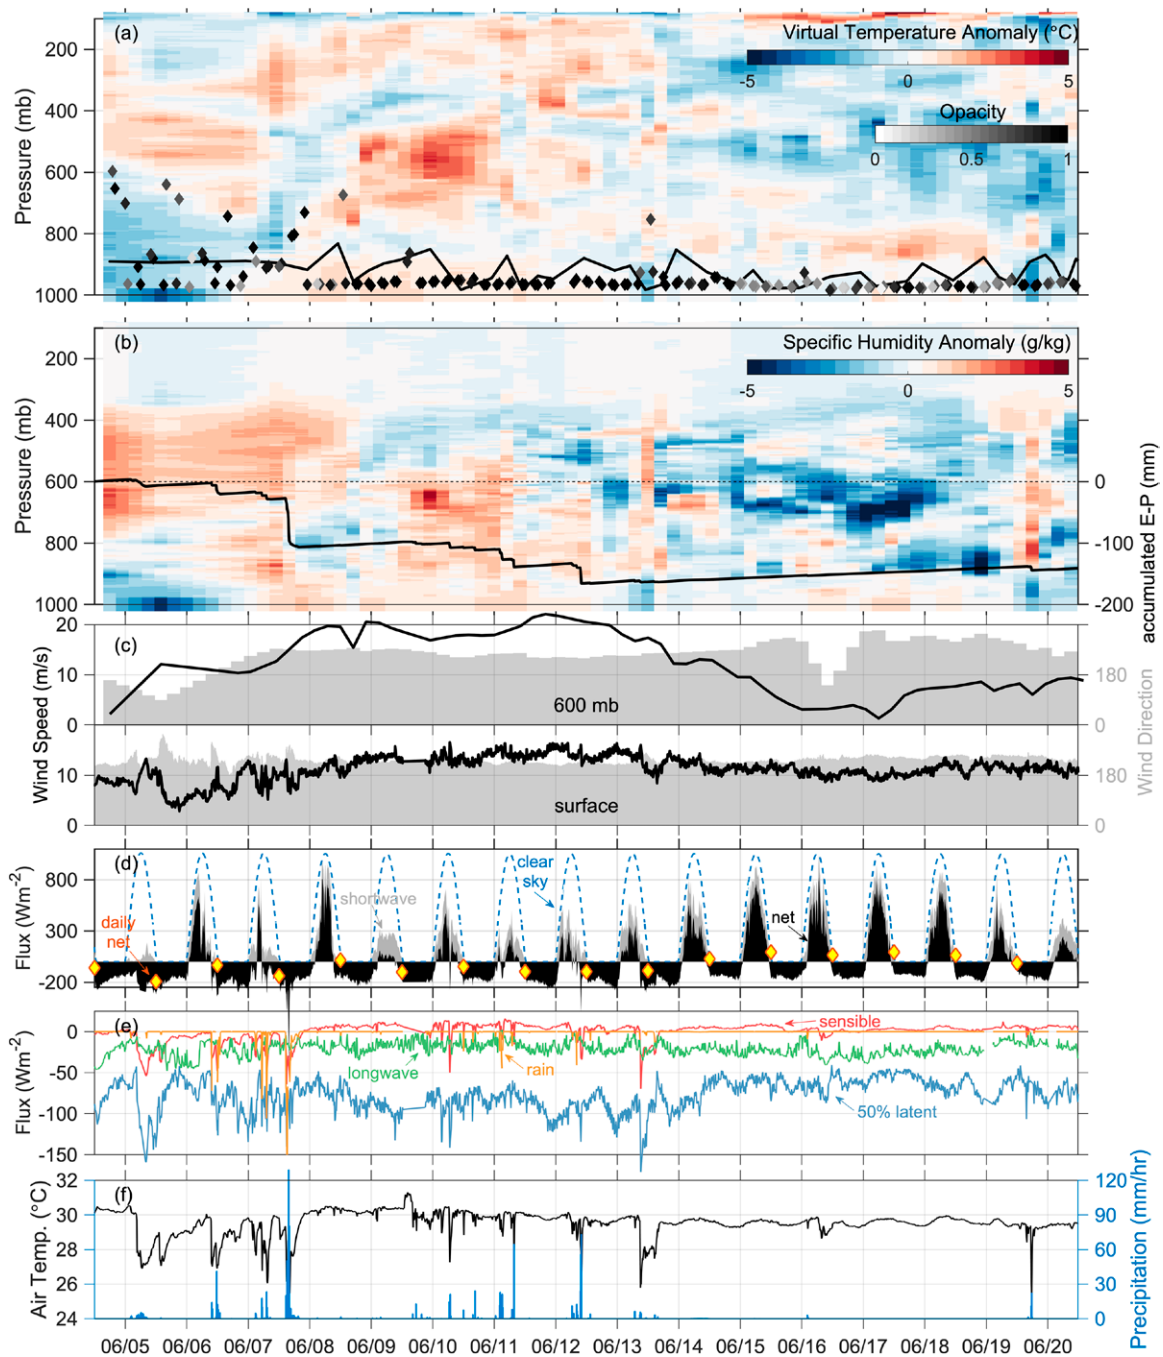 (a)
Virtual Temperature Anomaly (°C)
-5 0 5
Opacity
0 0.5 1
Pressure (mb)
200
400
600
800
1000
(b)
Specific Humidity Anomaly (g/kg)
-5 0 5
Pressure (mb)
200
400
600
800
1000
accumulated E-P (mm)
0
-100
-200
(c)
Wind Speed (m/s)
20
10
0
600 mb
180
0
Wind Direction
20
10
0
surface
180
0
(d)
Flux (Wm-2)
800
300
-200
daily
net
shortwave
clear
sky
net
(e)
Flux (Wm-2)
0
-50
-100
-150
sensible
longwave
rain
50% latent
(f)
Air Temp. (°C)
32
30
28
26
24
Precipitation (mm/hr)
120
90
60
30
0
06/05 06/06 06/07 06/08 06/09 06/10 06/11 06/12 06/13 06/14 06/15 06/16 06/17 06/18 06/19 06/20